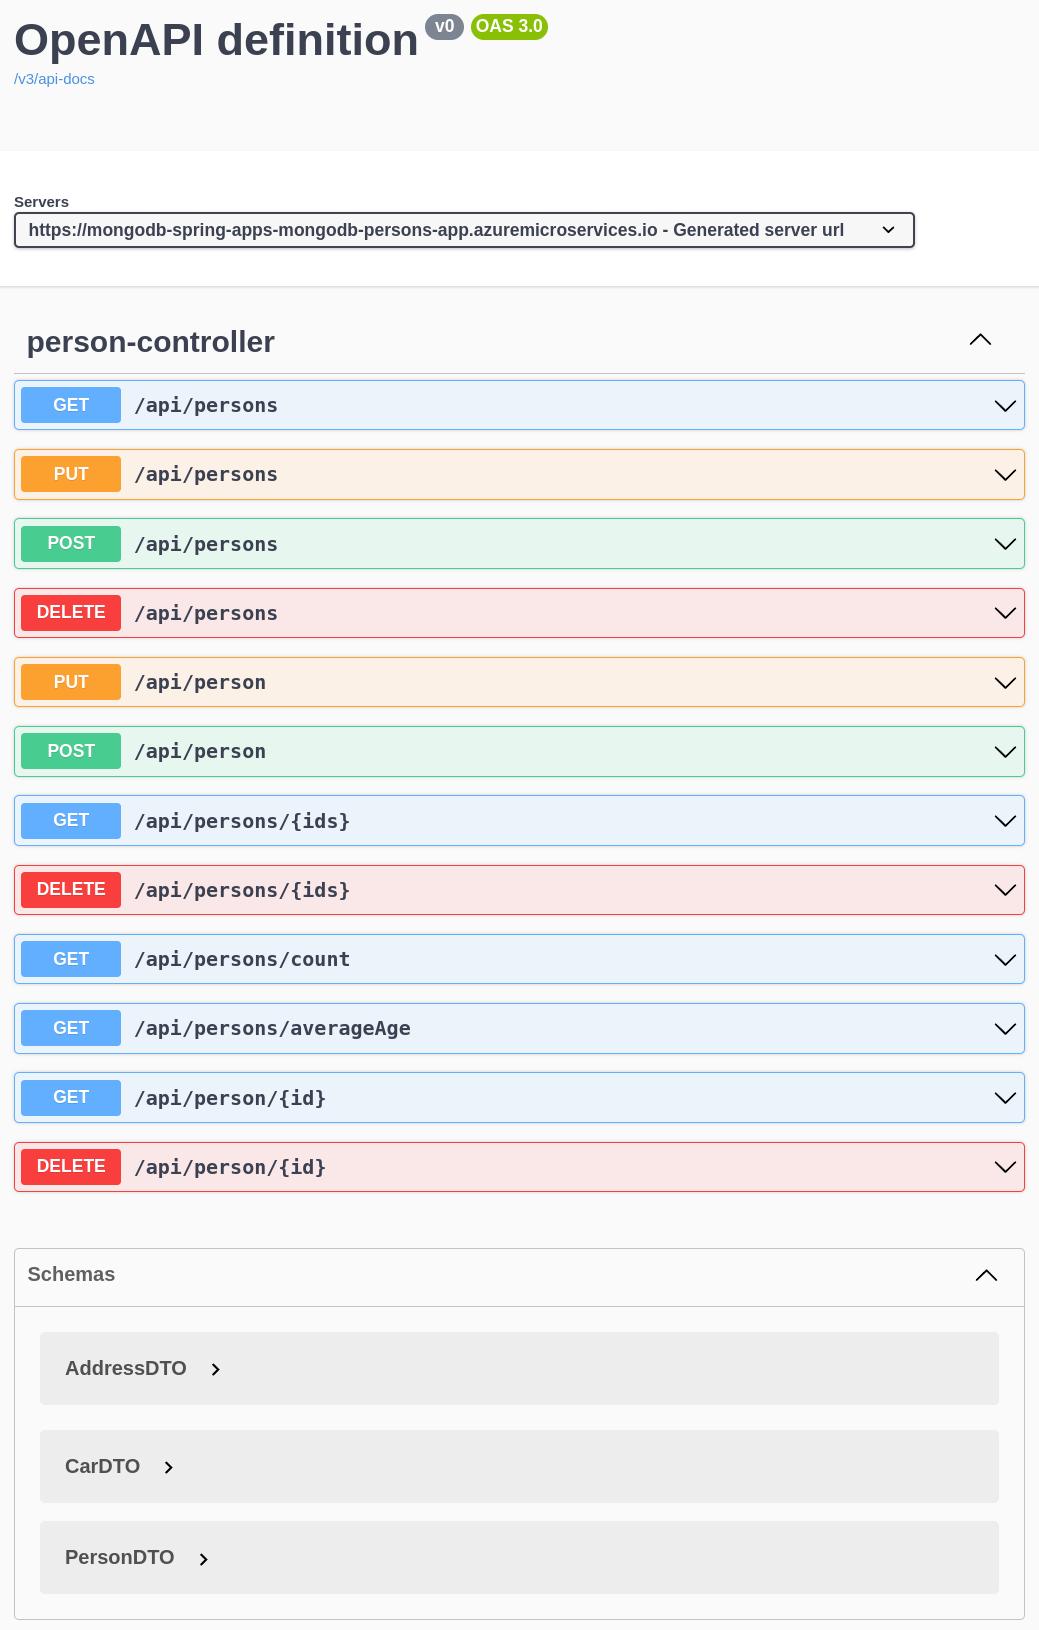 OpenAPI definition v0 OAS 3.0
/v3/api-docs
Servers
https://mongodb-spring-apps-mongodb-persons-app.azuremicroservices.io - Generated server url
person-controller
GET /api/persons
PUT /api/persons
POST /api/persons
DELETE /api/persons
PUT /api/person
POST /api/person
GET /api/persons/{ids}
DELETE /api/persons/{ids}
GET /api/persons/count
GET /api/persons/averageAge
GET /api/person/{id}
DELETE /api/person/{id}
Schemas
AddressDTO
CarDTO
PersonDTO